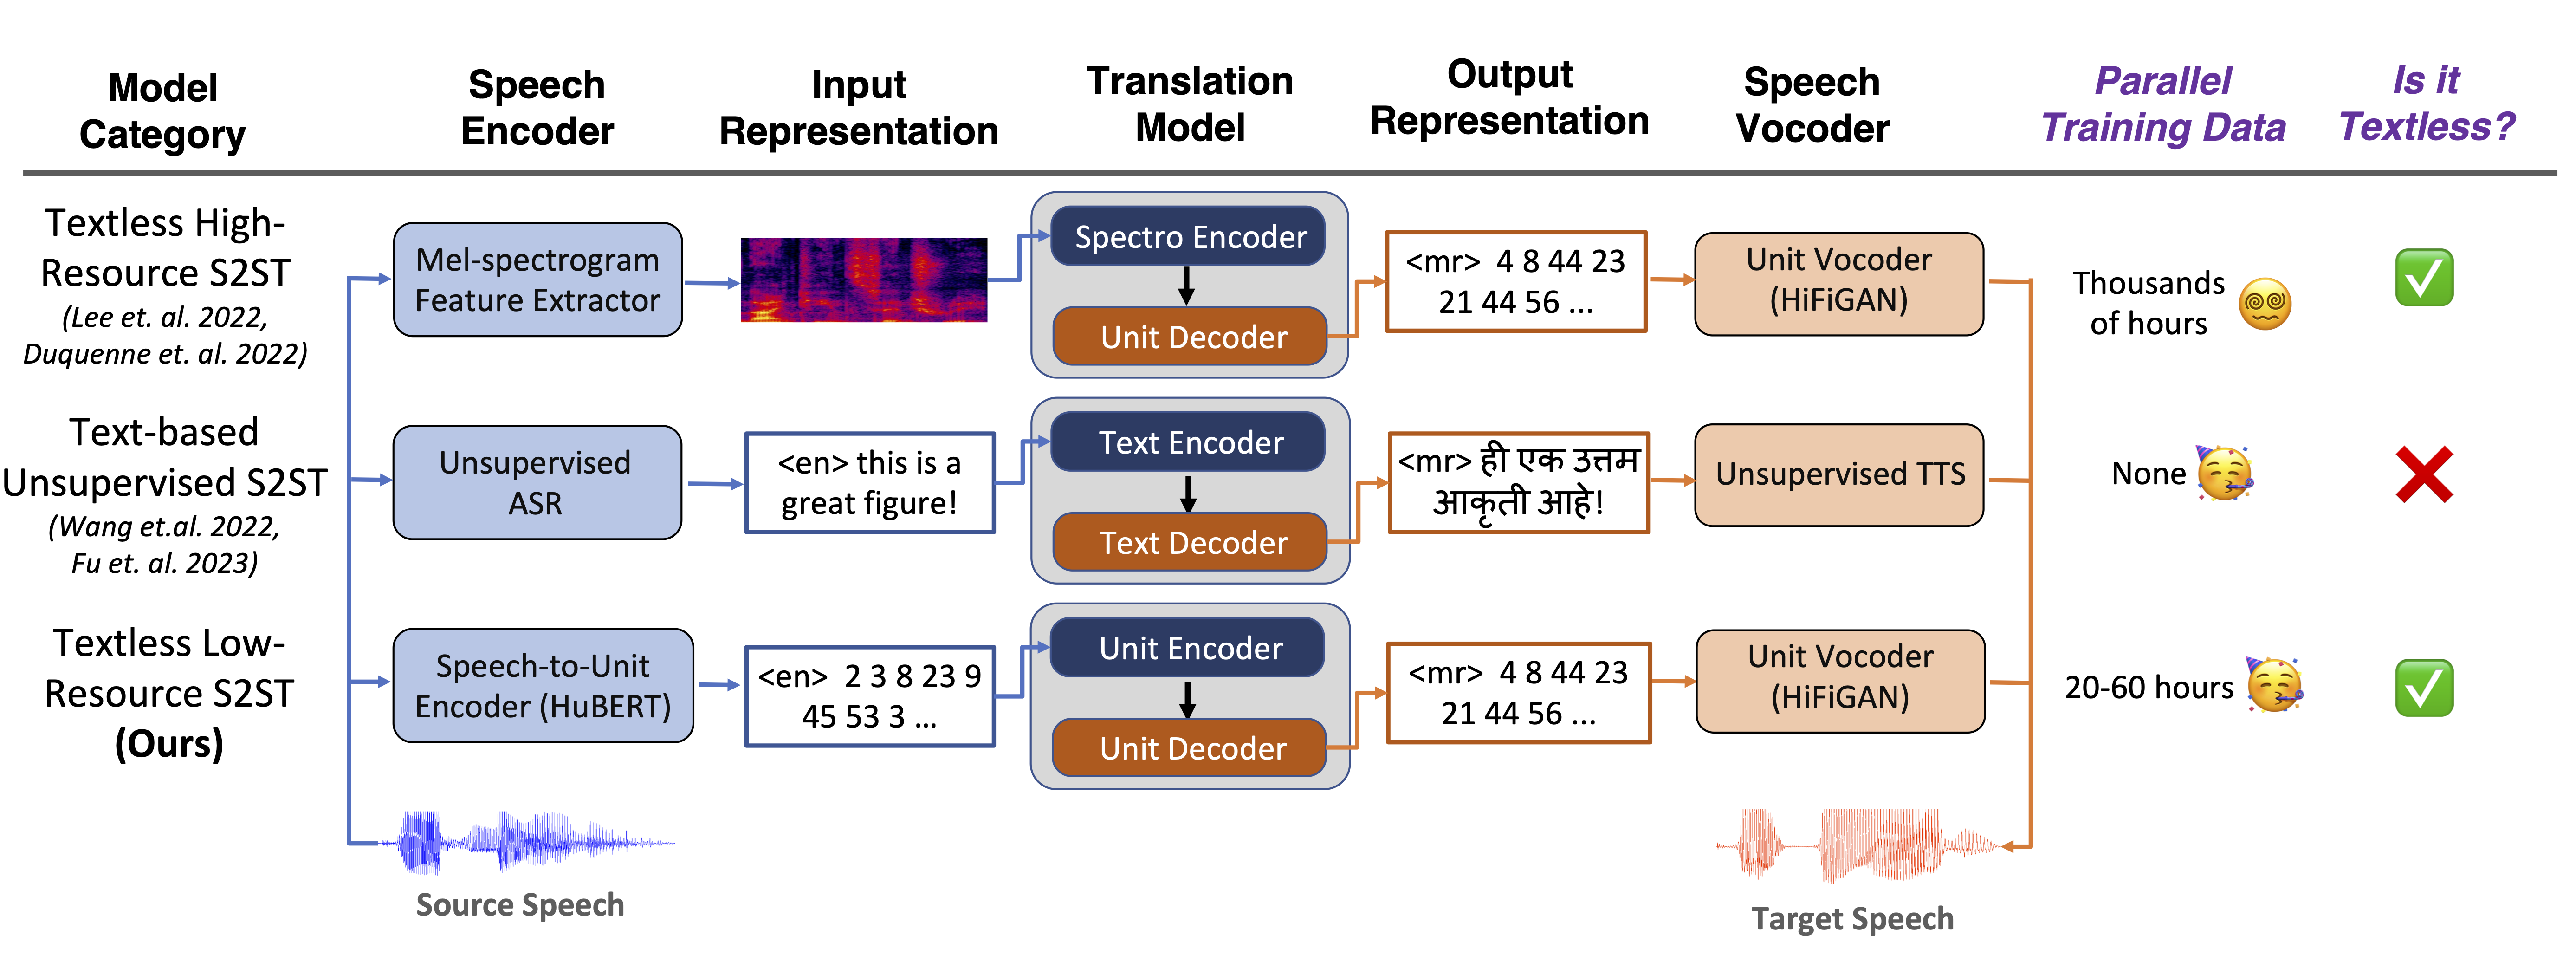 Model
Category
Speech
Encoder
Input
Representation
Translation
Model
Output
Representation
Speech
Vocoder
Parallel
Training Data
Is it
Textless?
Textless High-
Resource S2ST
(Lee et. al. 2022,
Duquenne et. al. 2022)
Mel-spectrogram
Feature Extractor
Spectro Encoder
Unit Decoder
<mr> 4 8 44 23
21 44 56 ...
Unit Vocoder
(HiFiGAN)
Thousands
of hours
Text-based
Unsupervised S2ST
(Wang et.al. 2022,
Fu et. al. 2023)
Unsupervised
ASR
<en> this is a
great figure!
Text Encoder
Text Decoder
<mr> ही एक उत्तम
आकृती आहे!
Unsupervised TTS
None
Textless Low-
Resource S2ST
(Ours)
Speech-to-Unit
Encoder (HuBERT)
<en> 2 3 8 23 9
45 53 3 ...
Unit Encoder
Unit Decoder
<mr> 4 8 44 23
21 44 56 ...
Unit Vocoder
(HiFiGAN)
20-60 hours
Source Speech
Target Speech